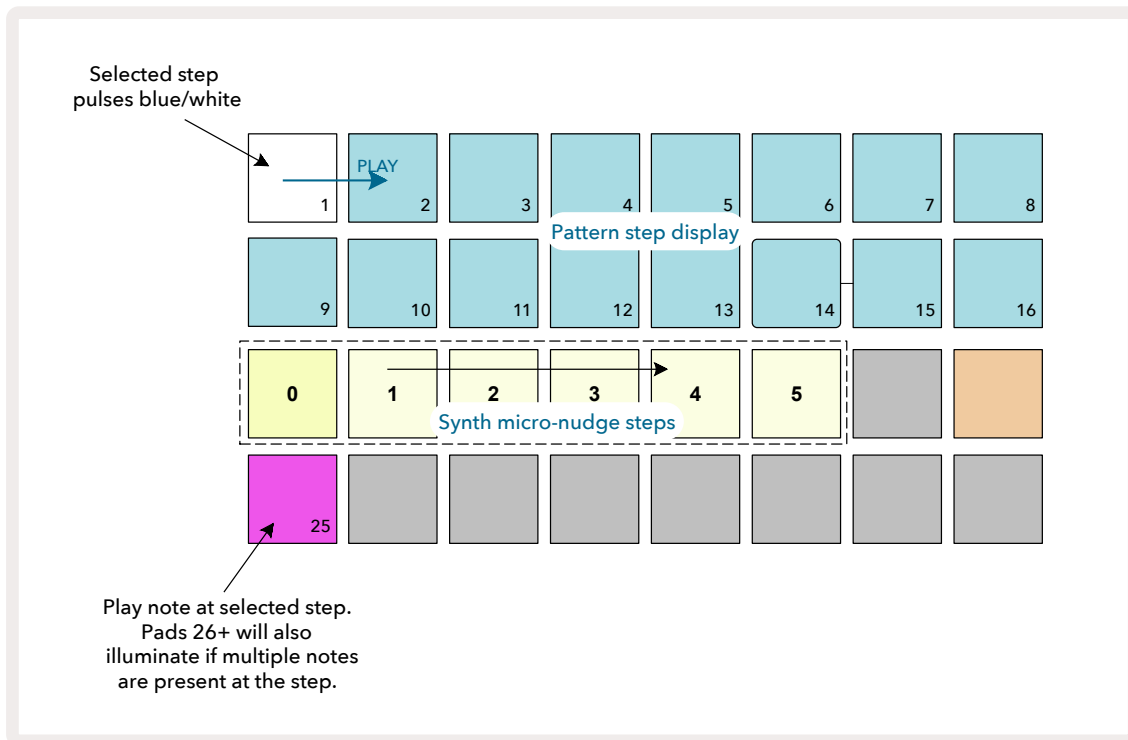 Selected step
pulses blue/white
PLAY
1 2 3 4 5 6 7 8
Pattern step display
9 10 11 12 13 14 15 16
0 1 2 3 4 5
Synth micro-nudge steps
25
Play note at selected step.
Pads 26+ will also
illuminate if multiple notes
are present at the step.